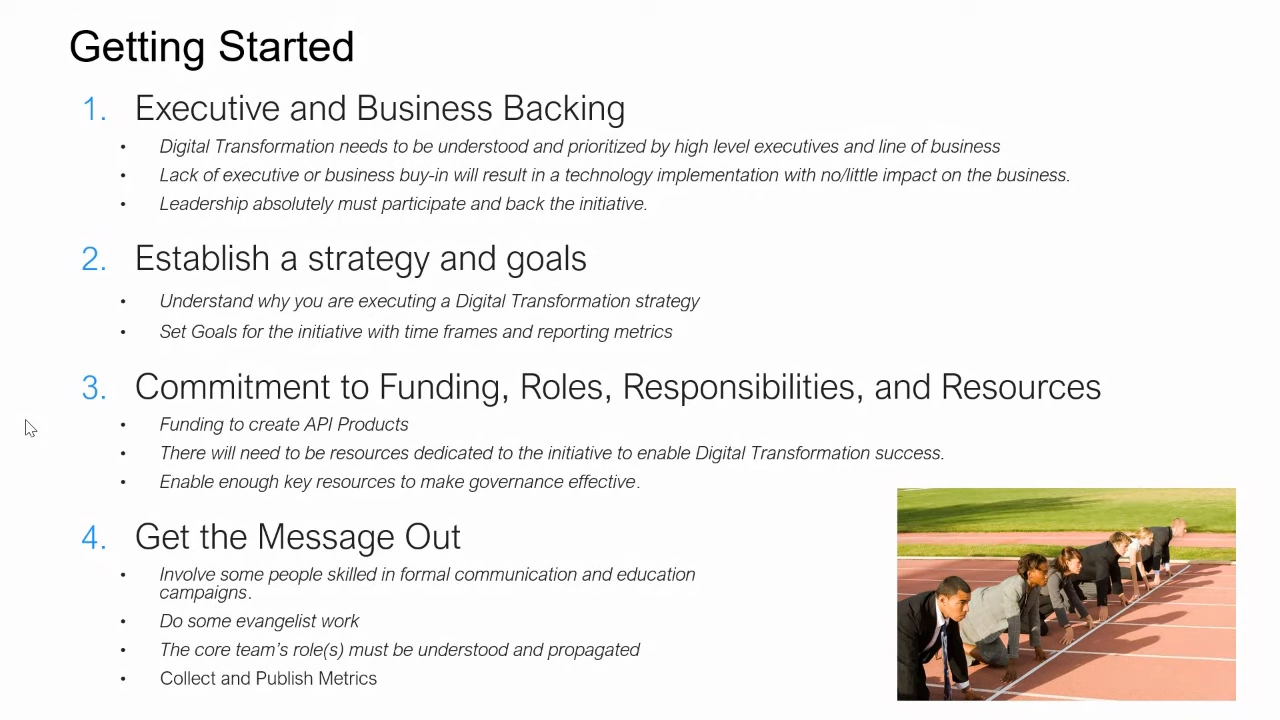 Getting Started
1. Executive and Business Backing
• Digital Transformation needs to be understood and prioritized by high level executives and line of business
• Lack of executive or business buy-in will result in a technology implementation with no/little impact on the business.
• Leadership absolutely must participate and back the initiative.
2. Establish a strategy and goals
• Understand why you are executing a Digital Transformation strategy
• Set Goals for the initiative with time frames and reporting metrics
3. Commitment to Funding, Roles, Responsibilities, and Resources
• Funding to create API Products
• There will need to be resources dedicated to the initiative to enable Digital Transformation success.
• Enable enough key resources to make governance effective.
4. Get the Message Out
• Involve some people skilled in formal communication and education
campaigns.
• Do some evangelist work
• The core team's role(s) must be understood and propagated
• Collect and Publish Metrics